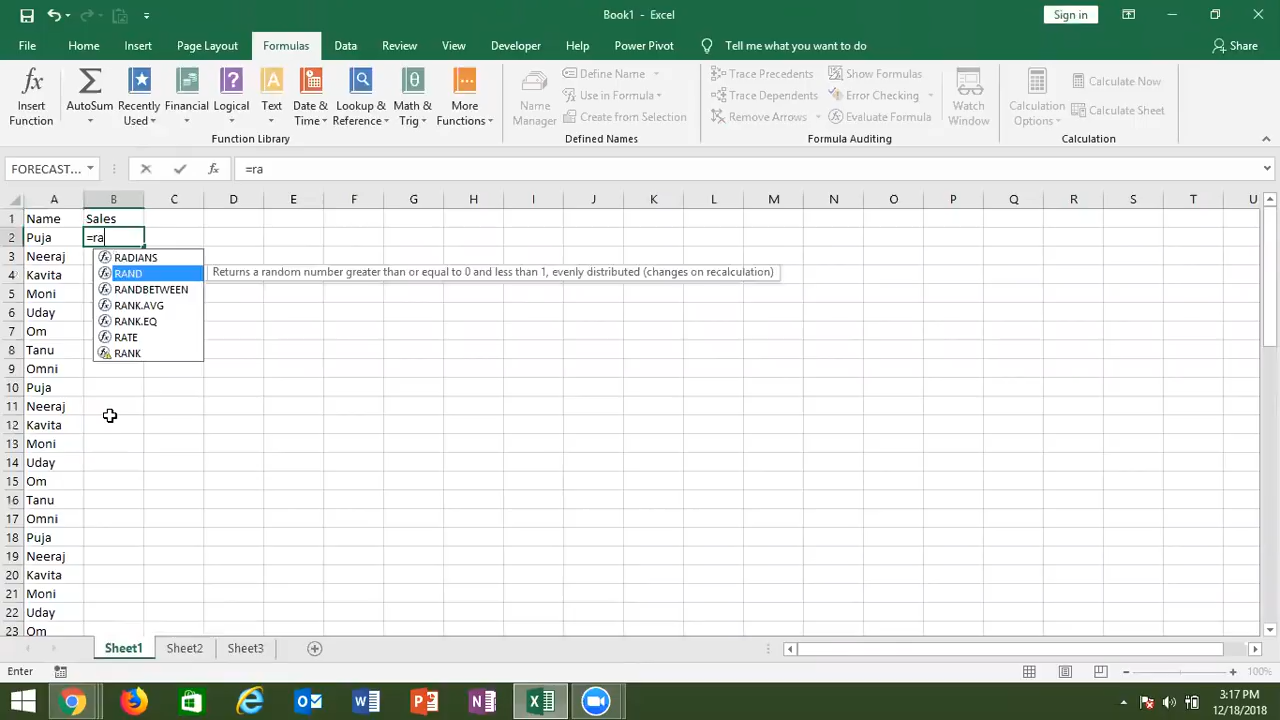 Book1 - Excel
Sign in
File Home Insert Page Layout Formulas Data Review View Developer Help Power Pivot Tell me what you want to do Share
Insert Function
AutoSum
Recently Used
Financial
Logical
Text
Date & Time
Lookup & Reference
Math & Trig
More Functions
Function Library
Name Manager
Define Name
Use in Formula
Create from Selection
Defined Names
Trace Precedents
Trace Dependents
Remove Arrows
Show Formulas
Error Checking
Evaluate Formula
Watch Window
Formula Auditing
Calculation Options
Calculate Now
Calculate Sheet
Calculation
FORECAST... fx =ra
A B C D E F G H I J K L M N O P Q R S T U
1 Name Sales
2 Puja =ra
3 Neeraj
4 Kavita
5 Moni
6 Uday
7 Om
8 Tanu
9 Omni
10 Puja
11 Neeraj
12 Kavita
13 Moni
14 Uday
15 Om
16 Tanu
17 Omni
18 Puja
19 Neeraj
20 Kavita
21 Moni
22 Uday
23 Om
RADIANS
RAND
RANDBETWEEN
RANK.AVG
RANK.EQ
RATE
RANK
Returns a random number greater than or equal to 0 and less than 1, evenly distributed (changes on recalculation)
Sheet1 Sheet2 Sheet3
Enter
100%
3:17 PM
12/18/2018